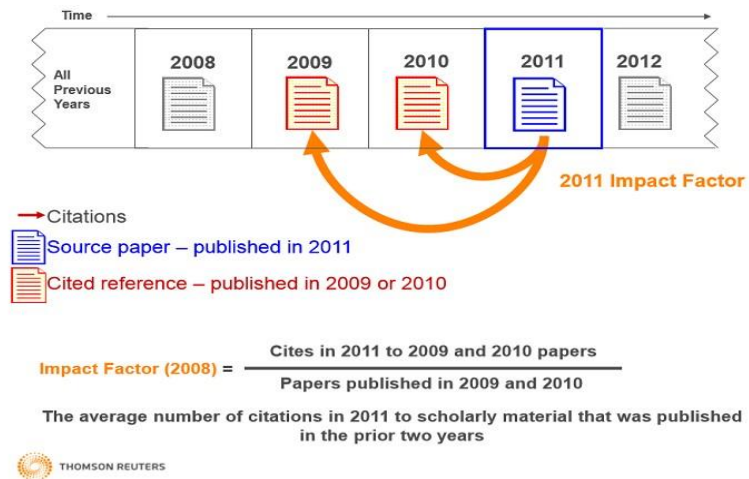 Time
All
Previous
Years
2008
2009
2010
2011
2012
2011 Impact Factor
Citations
Source paper – published in 2011
Cited reference – published in 2009 or 2010
Impact Factor (2008) =
Cites in 2011 to 2009 and 2010 papers
Papers published in 2009 and 2010
The average number of citations in 2011 to scholarly material that was published
in the prior two years
THOMSON REUTERS